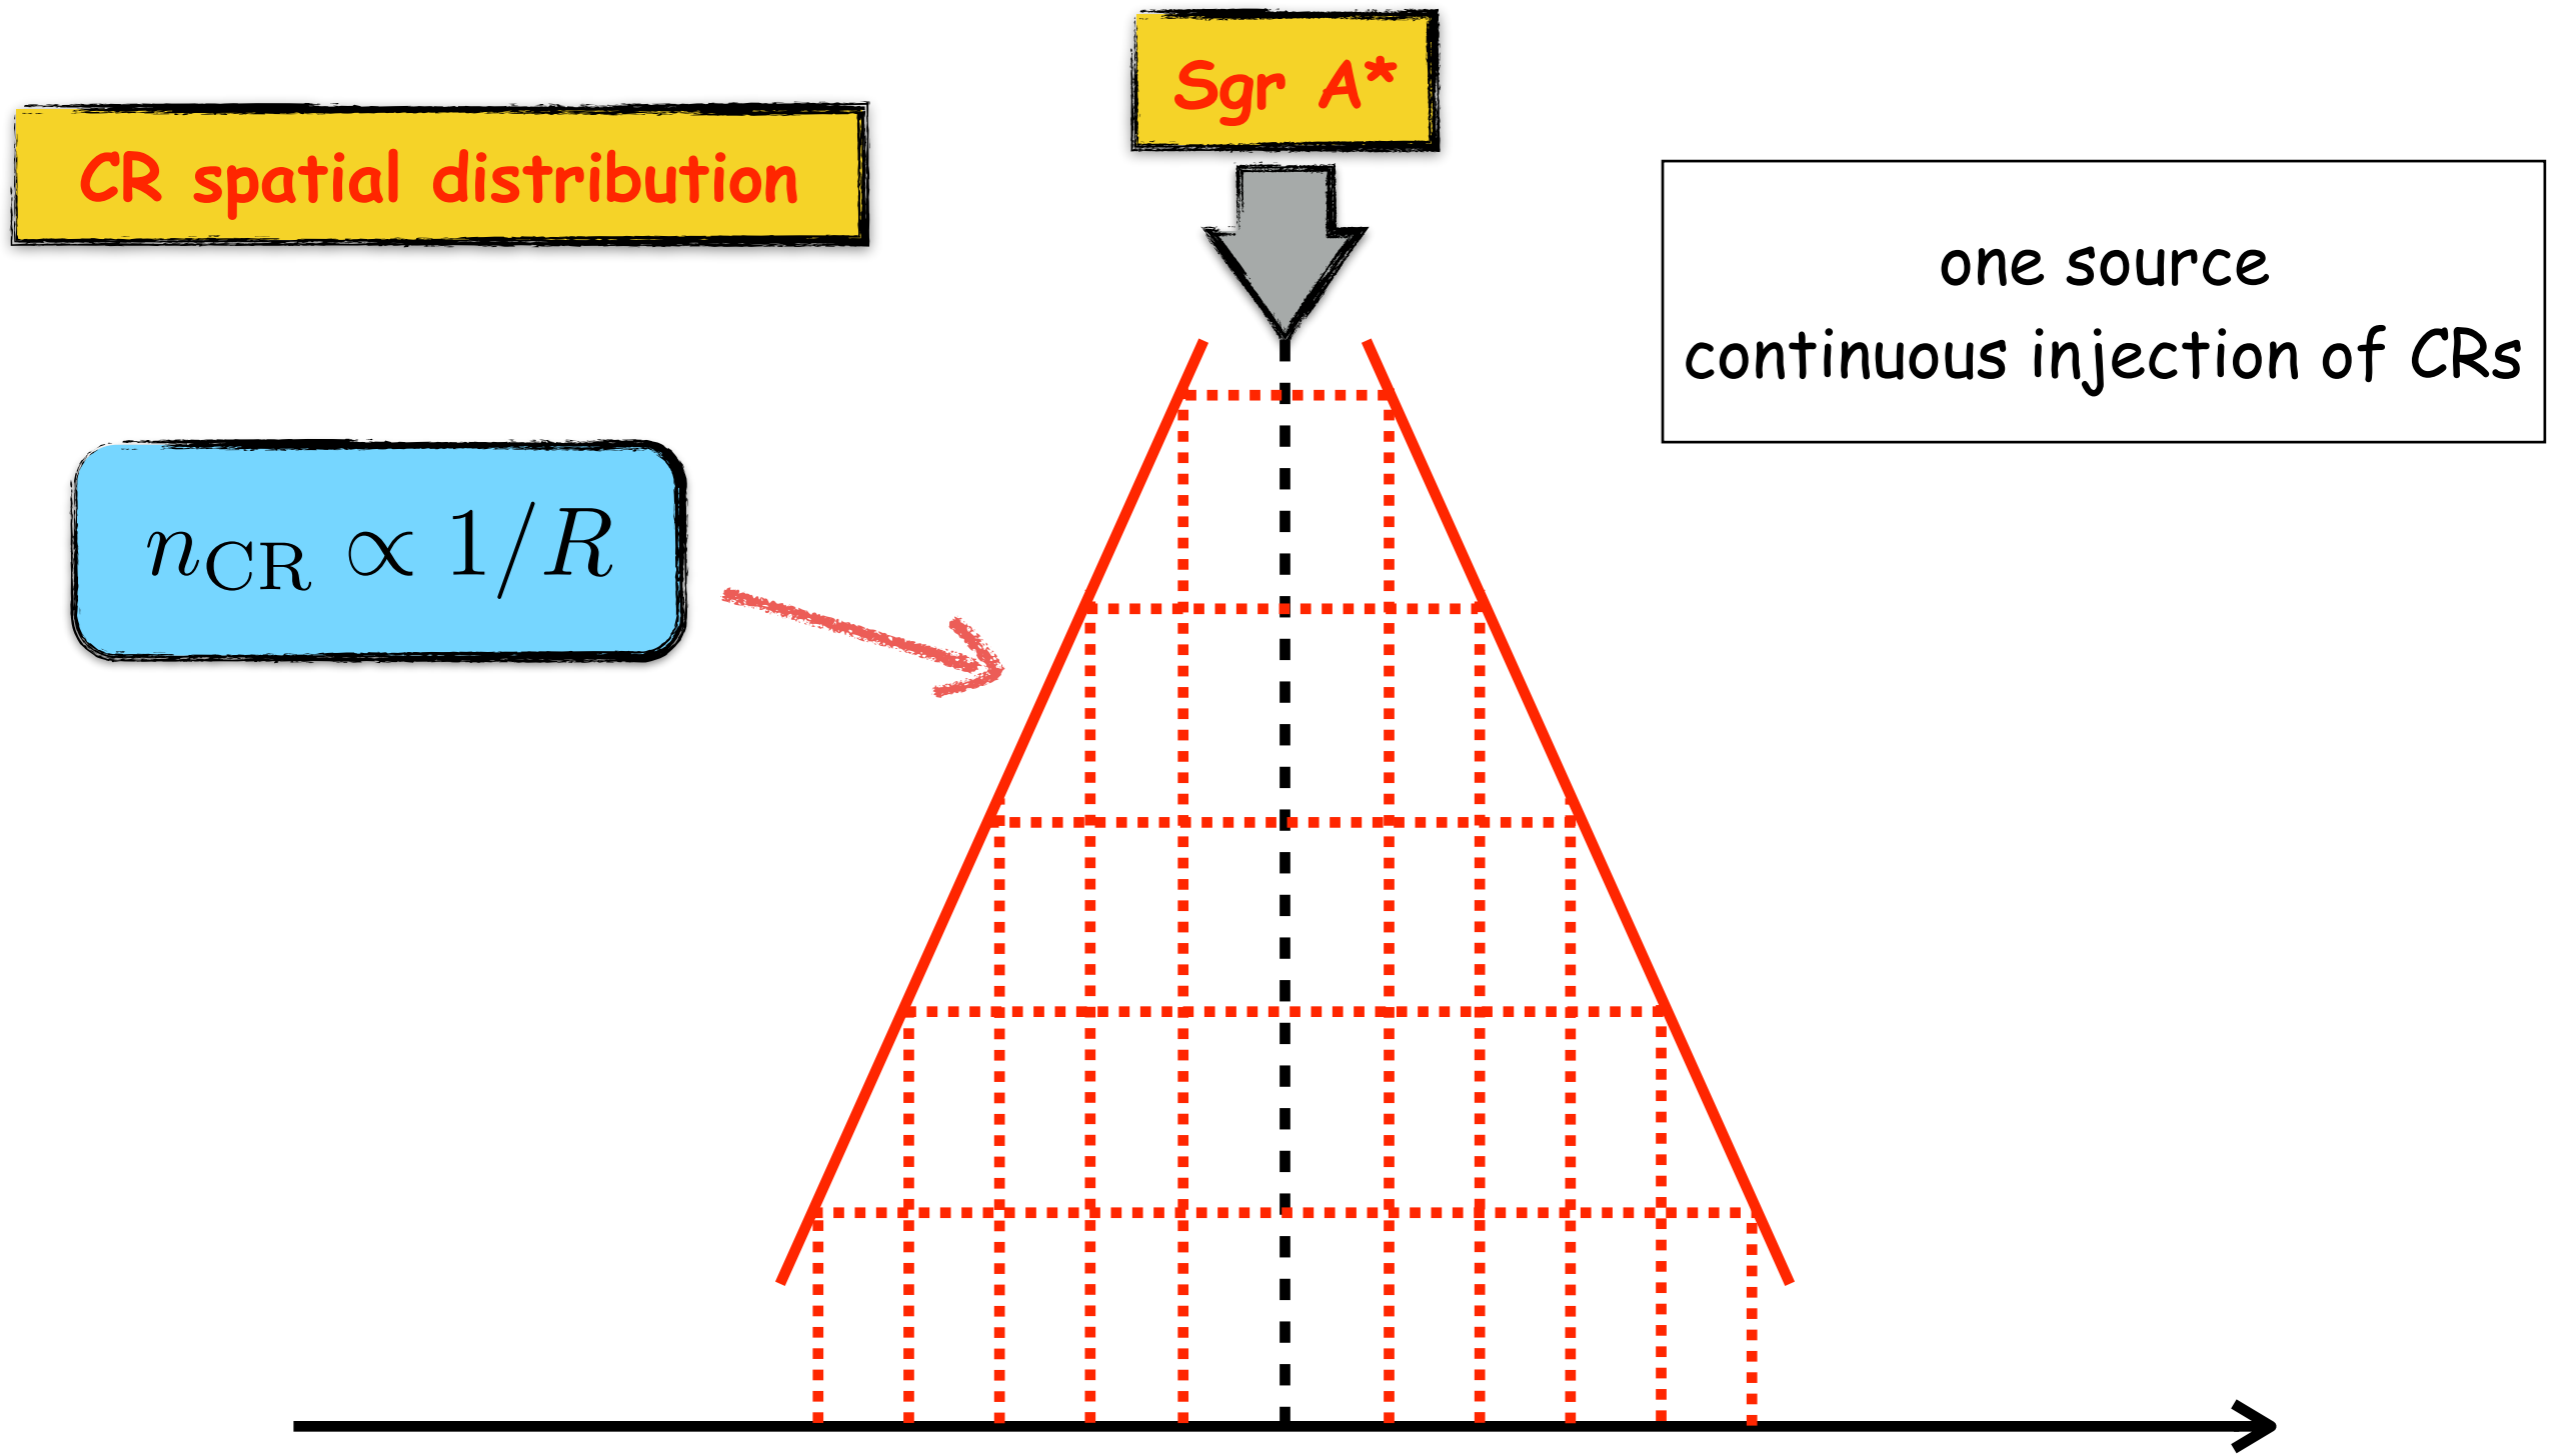 Sgr A*
CR spatial distribution
one source
continuous injection of CRs
n_CR ∝ 1/R